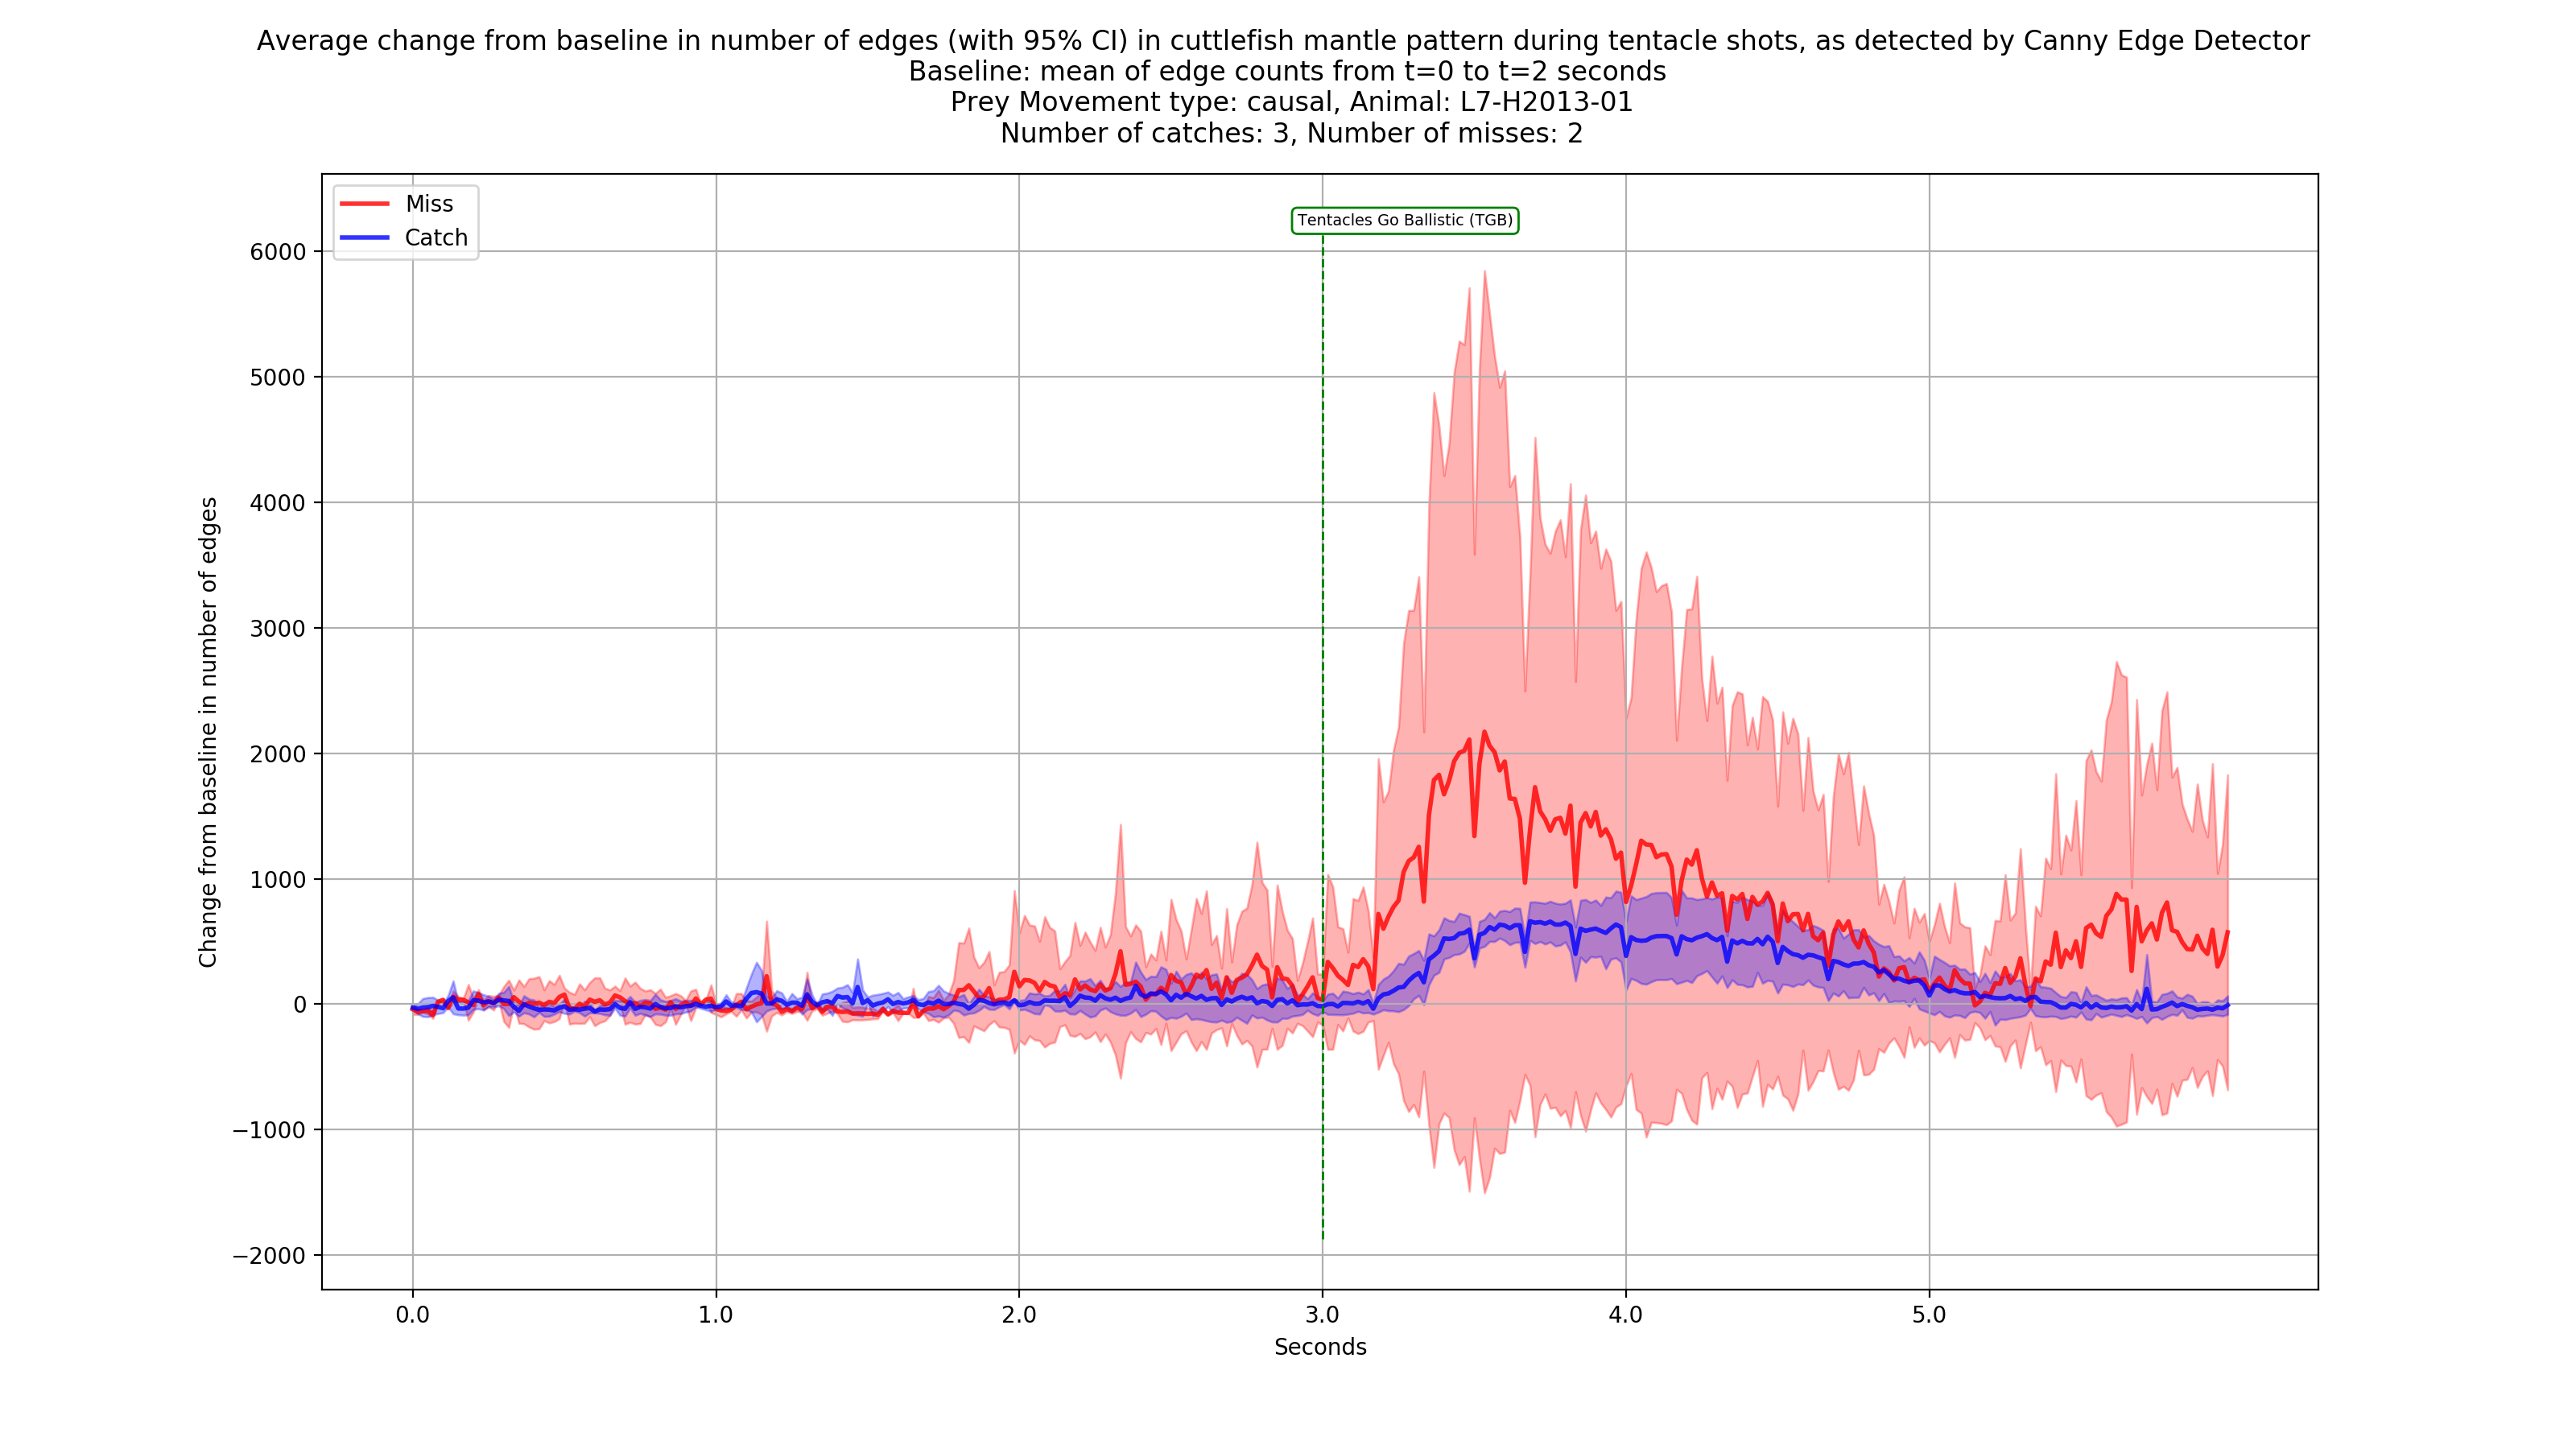 Average change from baseline in number of edges (with 95% CI) in cuttlefish mantle pattern during tentacle shots, as detected by Canny Edge Detector
Baseline: mean of edge counts from t=0 to t=2 seconds
Prey Movement type: causal, Animal: L7-H2013-01
Number of catches: 3, Number of misses: 2
Miss
Catch
Tentacles Go Ballistic (TGB)
6000
5000
4000
3000
2000
1000
0
−1000
−2000
Change from baseline in number of edges
0.0 1.0 2.0 3.0 4.0 5.0
Seconds